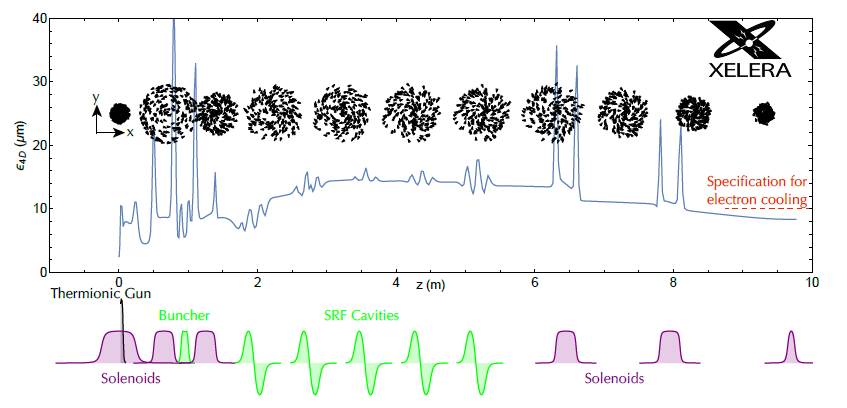 40
30
20
10
0
ϵ4D (μm)
y
x
XELERA
Specification for
electron cooling
0
2
4
6
8
10
z (m)
Thermionic Gun
Buncher
SRF Cavities
Solenoids
Solenoids